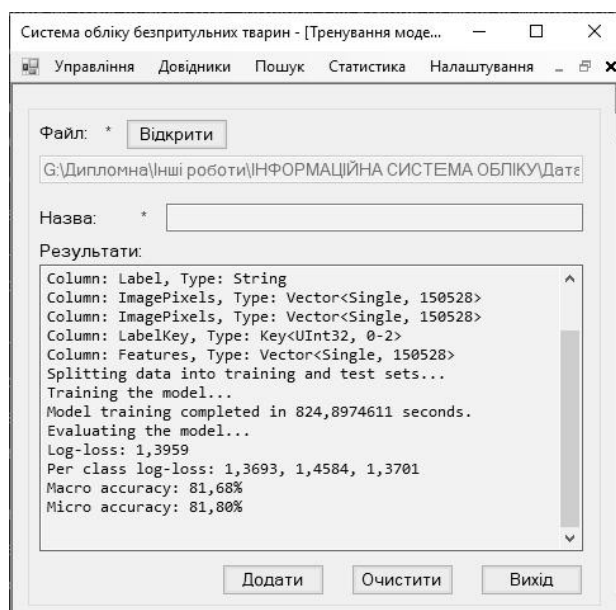 Система обліку безпритульних тварин - [Тренування моде...
Управління Довідники Пошук Статистика Налаштування
Файл: * Відкрити
G:\Дипломна\Інші роботи\ІНФОРМАЦІЙНА СИСТЕМА ОБЛІКУ\Дата
Назва: *
Результати:
Column: Label, Type: String
Column: ImagePixels, Type: Vector<Single, 150528>
Column: ImagePixels, Type: Vector<Single, 150528>
Column: LabelKey, Type: Key<UInt32, 0-2>
Column: Features, Type: Vector<Single, 150528>
Splitting data into training and test sets...
Training the model...
Model training completed in 824,8974611 seconds.
Evaluating the model...
Log-loss: 1,3959
Per class log-loss: 1,3693, 1,4584, 1,3701
Macro accuracy: 81,68%
Micro accuracy: 81,80%
Додати Очистити Вихід